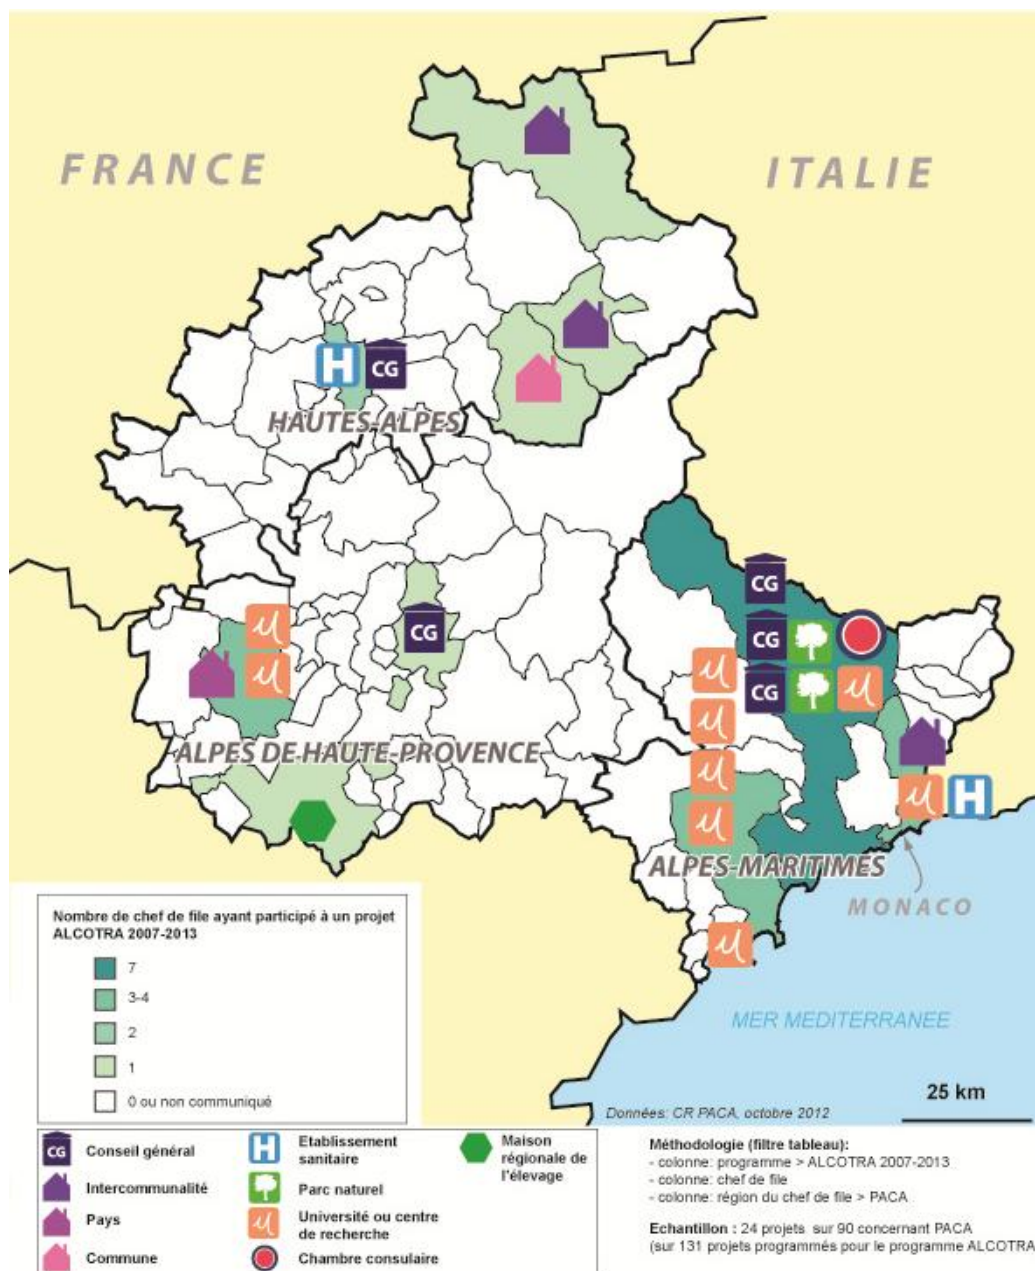 FRANCE
ITALIE
H
CG
HAUTES-ALPES
CG
CG
CG
CG
ALPES DE HAUTE-PROVENCE
H
ALPES-MARITIMES
MONACO
MER MEDITERRANEE
25 km
Données: CR PACA, octobre 2012
Nombre de chef de file ayant participé à un projet
ALCOTRA 2007-2013
7
3-4
2
1
0 ou non communiqué
CG Conseil général
Intercommunalité
Pays
Commune
H Etablissement
sanitaire
Parc naturel
Université ou centre
de recherche
Chambre consulaire
Maison
régionale de
l'élevage
Méthodologie (filtre tableau):
- colonne: programme > ALCOTRA 2007-2013
- colonne: chef de file
- colonne: région du chef de file > PACA
Echantillon : 24 projets sur 90 concernant PACA
(sur 131 projets programmés pour le programme ALCOTRA